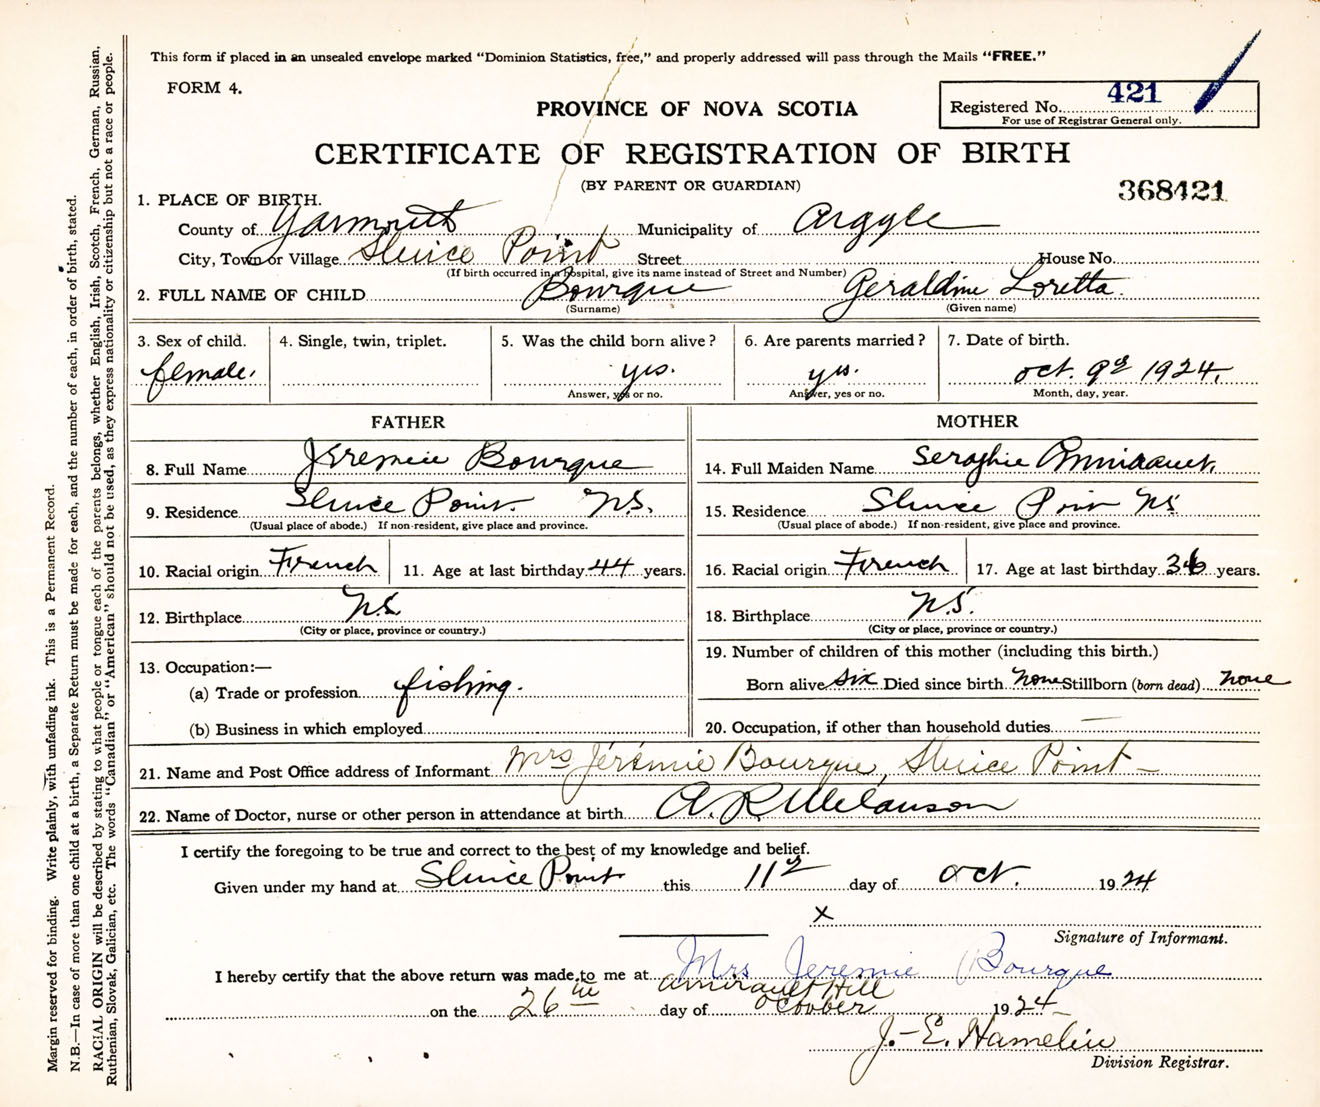 This form if placed in an unsealed envelope marked "Dominion Statistics, free," and properly addressed will pass through the Mails "FREE."
FORM 4.
Registered No. 421
For use of Registrar General only.
PROVINCE OF NOVA SCOTIA
CERTIFICATE OF REGISTRATION OF BIRTH
(BY PARENT OR GUARDIAN)
368421
1. PLACE OF BIRTH.
County of Yarmouth Municipality of Argyle
City, Town or Village Sluice Point Street House No.
(If birth occurred in a hospital, give its name instead of Street and Number)
2. FULL NAME OF CHILD Bourque Geraldine Loretta.
(Surname) (Given name)
3. Sex of child. 4. Single, twin, triplet. 5. Was the child born alive? 6. Are parents married? 7. Date of birth.
female. yes. yes. oct. 9th 1924.
Answer, yes or no. Answer, yes or no. Month, day, year.
FATHER MOTHER
8. Full Name Jeremie Bourque 14. Full Maiden Name Seraphie
9. Residence Sluice Point. N.S. 15. Residence Sluice Point NS
(Usual place of abode.) If non-resident, give place and province. (Usual place of abode.) If non-resident, give place and province.
10. Racial origin French 11. Age at last birthday 44 years. 16. Racial origin French 17. Age at last birthday 36 years.
12. Birthplace N.S. 18. Birthplace N.S.
(City or place, province or country.) (City or place, province or country.)
13. Occupation:— 19. Number of children of this mother (including this birth.)
(a) Trade or profession fishing. Born alive six Died since birth none Stillborn (born dead) none
(b) Business in which employed 20. Occupation, if other than household duties —
21. Name and Post Office address of Informant Mrs Jérémie Bourque, Sluice Point —
22. Name of Doctor, nurse or other person in attendance at birth A. R. Melanson
I certify the foregoing to be true and correct to the best of my knowledge and belief.
Given under my hand at Sluice Point this 11th day of oct. 1924
x
Signature of Informant.
Mrs Jeremie Bourque
I hereby certify that the above return was made to me at Amirault Hill
on the 26th day of October 1924
J.-E. Hamelin
Division Registrar.
Margin reserved for binding. Write plainly, with unfading ink. This is a Permanent Record.
N.B.—In case of more than one child at a birth, a Separate Return must be made for each, and the number of each, in order of birth, stated.
RACIAL ORIGIN will be described by stating to what people or tongue each of the parents belongs, whether English, Irish, Scotch, French, German, Russian,
Ruthenian, Slovak, Galician, etc. The words "Canadian" or "American" should not be used, as they express nationality or citizenship but not a race or people.